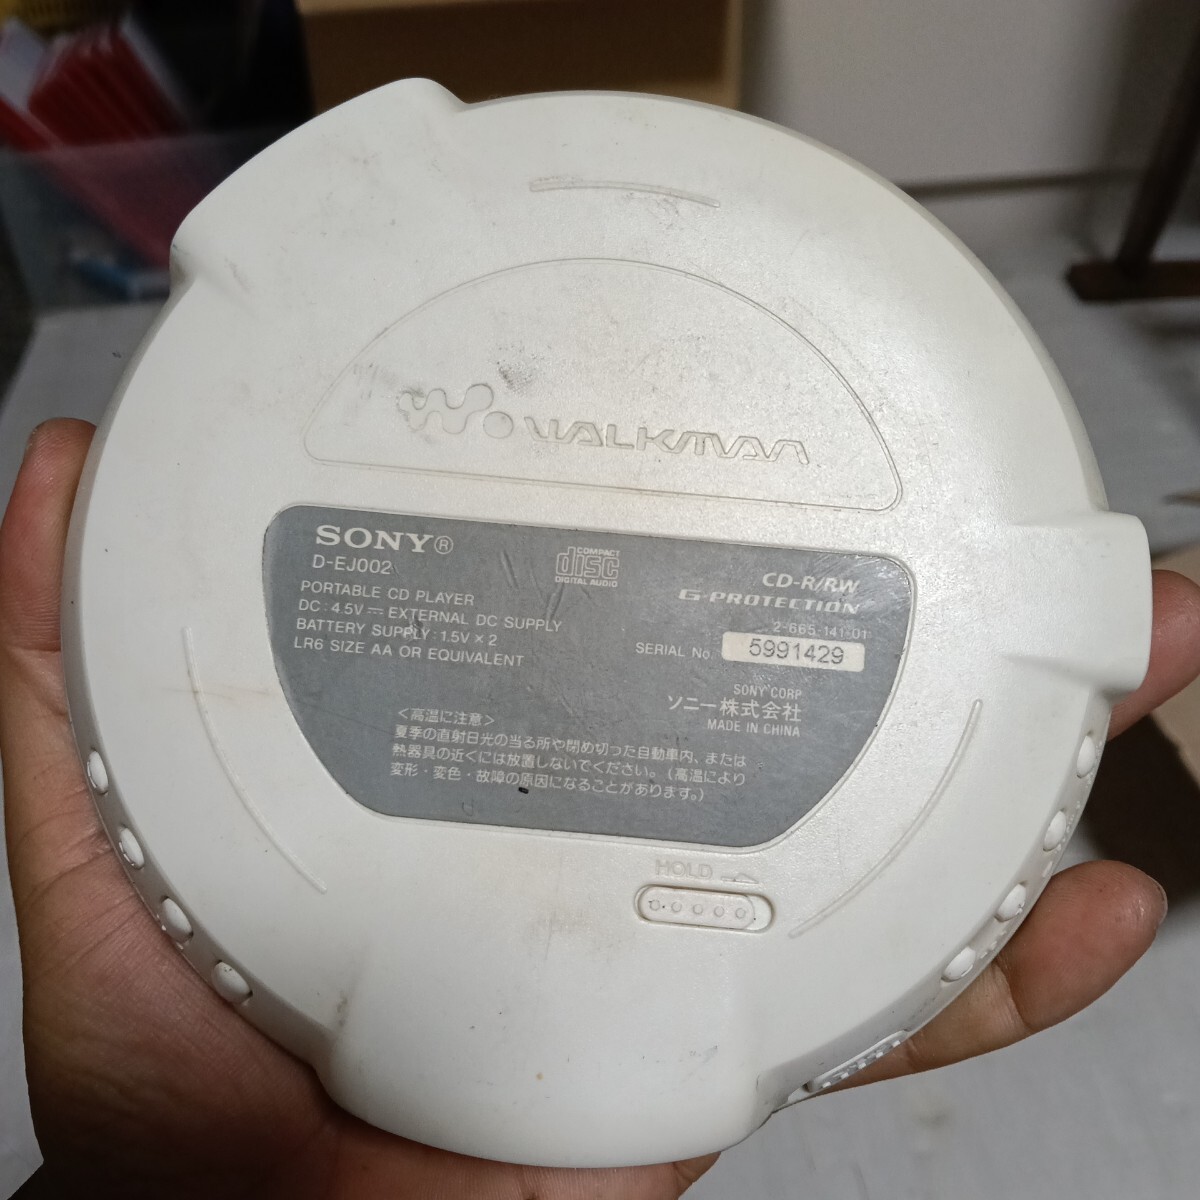 WALKMAN
SONY®
D-EJ002
PORTABLE CD PLAYER
DC: 4.5V ⎓ EXTERNAL DC SUPPLY
BATTERY SUPPLY: 1.5V × 2
LR6 SIZE AA OR EQUIVALENT
COMPACT
disc
DIGITAL AUDIO
CD-R/RW
G-PROTECTION
2-665-141-01
SERIAL No. 5991429
SONY CORP
ソニー株式会社
MADE IN CHINA
<高温に注意>
夏季の直射日光の当る所や閉め切った自動車内、または
熱器具の近くには放置しないでください。(高温により
変形・変色・故障の原因になることがあります。)
HOLD